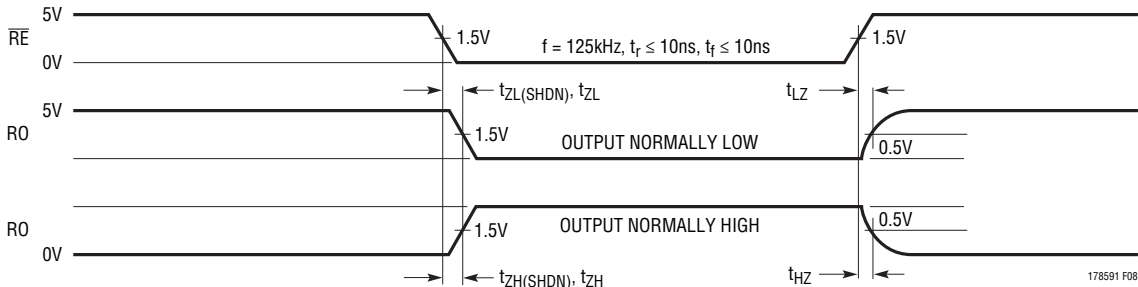 5V
RE
0V
1.5V
f = 125kHz, tr ≤ 10ns, tf ≤ 10ns
1.5V
tZL(SHDN), tZL
tLZ
5V
RO
1.5V
OUTPUT NORMALLY LOW
0.5V
RO
0V
1.5V
OUTPUT NORMALLY HIGH
0.5V
tZH(SHDN), tZH
tHZ
178591 F08